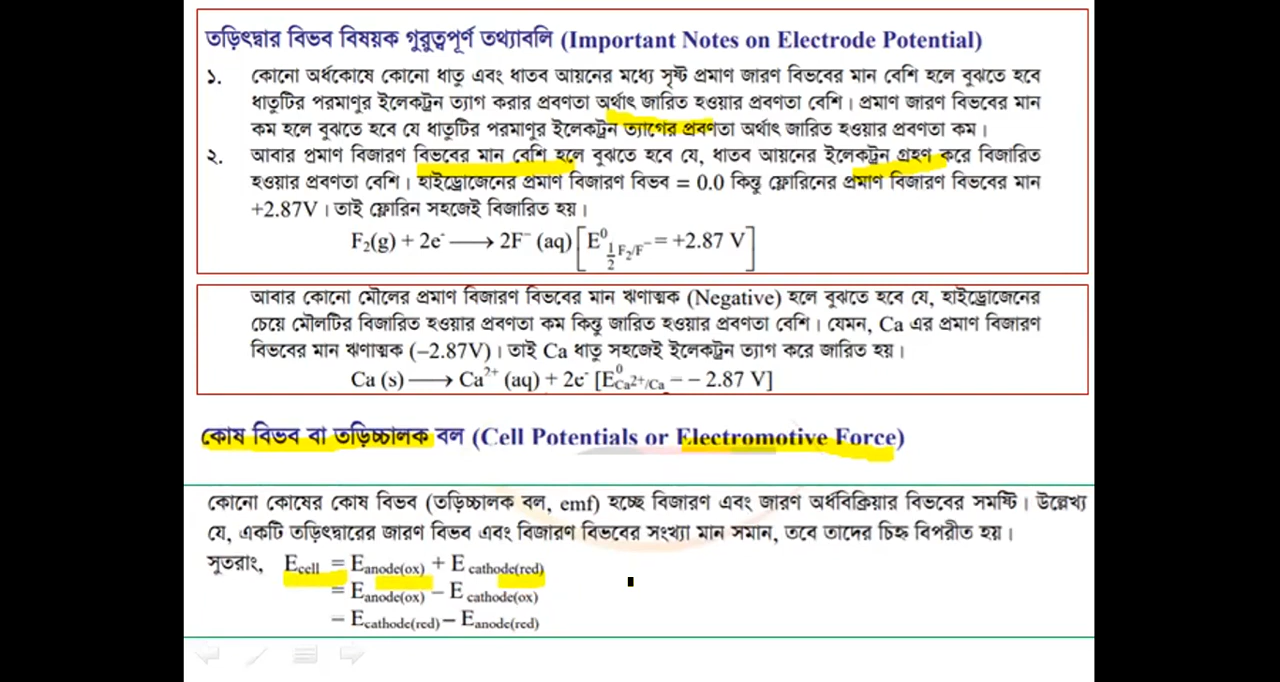 তড়িৎদ্বার বিভব বিষয়ক গুরুত্বপূর্ণ তথ্যাবলি (Important Notes on Electrode Potential)
১. কোনো অর্ধকোষে কোনো ধাতু এবং ধাতব আয়নের মধ্যে সৃষ্ট প্রমাণ জারণ বিভবের মান বেশি হলে বুঝতে হবে
ধাতুটির পরমাণুর ইলেকট্রন ত্যাগ করার প্রবণতা অর্থাৎ জারিত হওয়ার প্রবণতা বেশি। প্রমাণ জারণ বিভবের মান
কম হলে বুঝতে হবে যে ধাতুটির পরমাণুর ইলেকট্রন ত্যাগের প্রবণতা অর্থাৎ জারিত হওয়ার প্রবণতা কম।
২. আবার প্রমাণ বিজারণ বিভবের মান বেশি হলে বুঝতে হবে যে, ধাতব আয়নের ইলেকট্রন গ্রহণ করে বিজারিত
হওয়ার প্রবণতা বেশি। হাইড্রোজেনের প্রমাণ বিজারণ বিভব = 0.0 কিন্তু ফ্লোরিনের প্রমাণ বিজারণ বিভবের মান
+2.87V। তাই ফ্লোরিন সহজেই বিজারিত হয়।
F₂(g) + 2e⁻ ⟶ 2F⁻ (aq) [E⁰ ½ F₂/F⁻ = +2.87 V]
আবার কোনো মৌলের প্রমাণ বিজারণ বিভবের মান ঋণাত্মক (Negative) হলে বুঝতে হবে যে, হাইড্রোজেনের
চেয়ে মৌলটির বিজারিত হওয়ার প্রবণতা কম কিন্তু জারিত হওয়ার প্রবণতা বেশি। যেমন, Ca এর প্রমাণ বিজারণ
বিভবের মান ঋণাত্মক (–2.87V)। তাই Ca ধাতু সহজেই ইলেকট্রন ত্যাগ করে জারিত হয়।
Ca (s) ⟶ Ca²⁺ (aq) + 2e⁻ [E⁰Ca²⁺/Ca = – 2.87 V]
কোষ বিভব বা তড়িচ্চালক বল (Cell Potentials or Electromotive Force)
কোনো কোষের কোষ বিভব (তড়িচ্চালক বল, emf) হচ্ছে বিজারণ এবং জারণ অর্ধবিক্রিয়ার বিভবের সমষ্টি। উল্লেখ্য
যে, একটি তড়িৎদ্বারের জারণ বিভব এবং বিজারণ বিভবের সংখ্যা মান সমান, তবে তাদের চিহ্ন বিপরীত হয়।
সুতরাং, Ecell = Eanode(ox) + E cathode(red)
= Eanode(ox) – E cathode(ox)
= Ecathode(red) – Eanode(red)